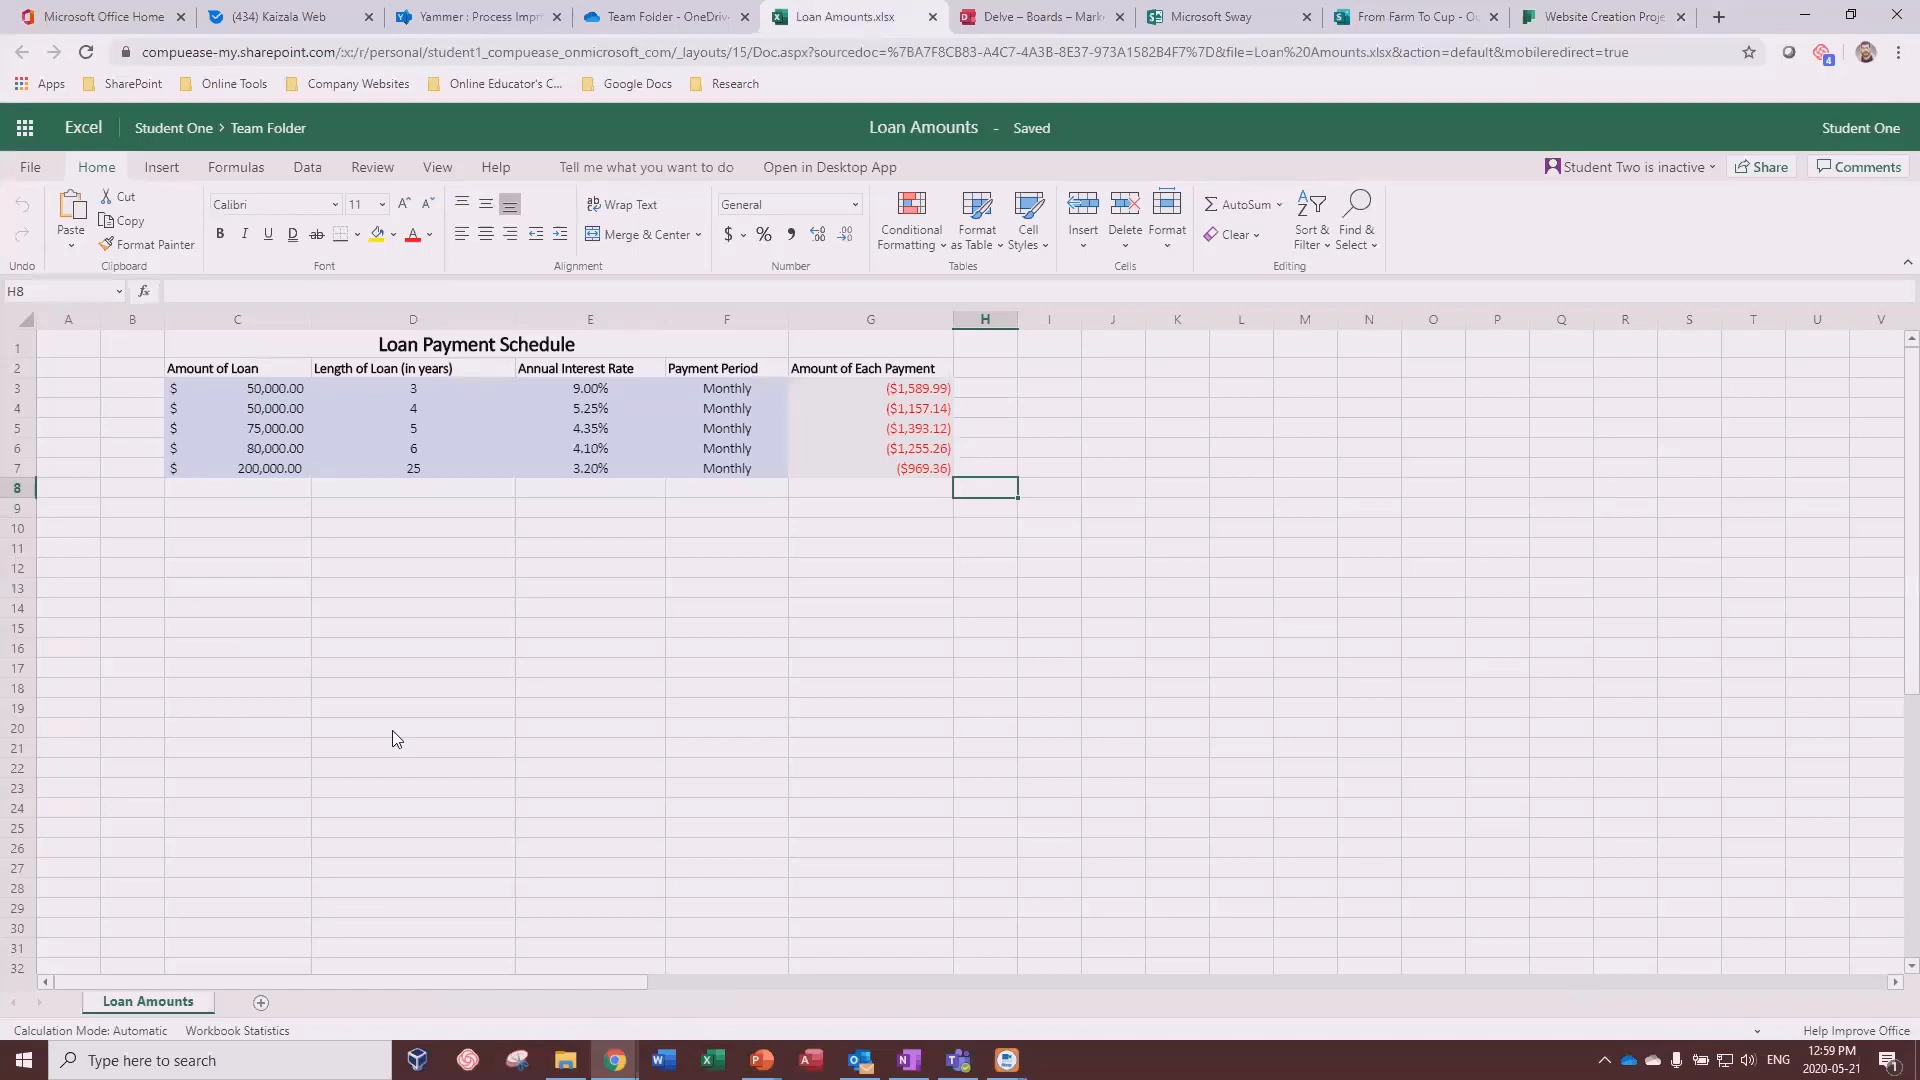 Microsoft Office Home
(434) Kaizala Web
Yammer : Process Impr
Team Folder - OneDriv
Loan Amounts.xlsx
Delve – Boards – Mark
Microsoft Sway
From Farm To Cup - O
Website Creation Proje
compuease-my.sharepoint.com/:x:/r/personal/student1_compuease_onmicrosoft_com/_layouts/15/Doc.aspx?sourcedoc=%7BA7F8CB83-A4C7-4A3B-8E37-973A1582B4F7%7D&file=Loan%20Amounts.xlsx&action=default&mobileredirect=true
4
Apps SharePoint Online Tools Company Websites Online Educator's C... Google Docs Research
Excel Student One > Team Folder Loan Amounts - Saved Student One
File Home Insert Formulas Data Review View Help Tell me what you want to do Open in Desktop App Student Two is inactive Share Comments
Paste Cut Copy Format Painter
Calibri 11
B I U D ab
Wrap Text
Merge & Center
General
$ % 9 .00 .00
Conditional Formatting
Format as Table
Cell Styles
Insert Delete Format
AutoSum
Clear
Sort & Filter
Find & Select
Undo Clipboard Font Alignment Number Tables Cells Editing
H8 fx
A B C D E F G H I J K L M N O P Q R S T U V
1 Loan Payment Schedule
2 Amount of Loan Length of Loan (in years) Annual Interest Rate Payment Period Amount of Each Payment
3 $ 50,000.00 3 9.00% Monthly ($1,589.99)
4 $ 50,000.00 4 5.25% Monthly ($1,157.14)
5 $ 75,000.00 5 4.35% Monthly ($1,393.12)
6 $ 80,000.00 6 4.10% Monthly ($1,255.26)
7 $ 200,000.00 25 3.20% Monthly ($969.36)
8
9
10
11
12
13
14
15
16
17
18
19
20
21
22
23
24
25
26
27
28
29
30
31
32
Loan Amounts
Calculation Mode: Automatic Workbook Statistics Help Improve Office
Type here to search
ENG
12:59 PM
2020-05-21
1